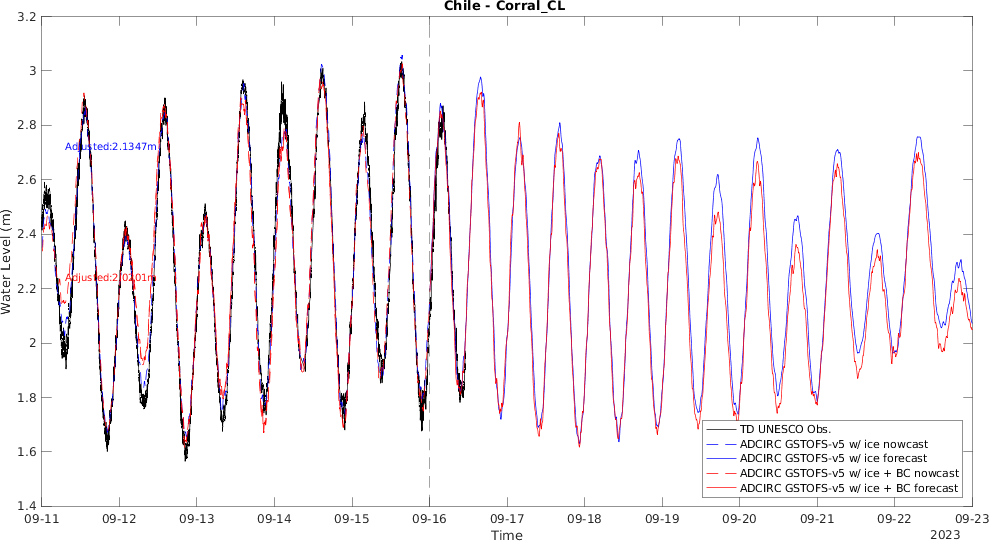 Chile - Corral_CL
3.2
3
2.8
2.6
2.4
2.2
2
1.8
1.6
1.4
Water Level (m)
Adjusted:2.1347m
Adjusted:2.0201m
TD UNESCO Obs.
ADCIRC GSTOFS-v5 w/ ice nowcast
ADCIRC GSTOFS-v5 w/ ice forecast
ADCIRC GSTOFS-v5 w/ ice + BC nowcast
ADCIRC GSTOFS-v5 w/ ice + BC forecast
09-11 09-12 09-13 09-14 09-15 09-16 09-17 09-18 09-19 09-20 09-21 09-22 09-23
2023
Time